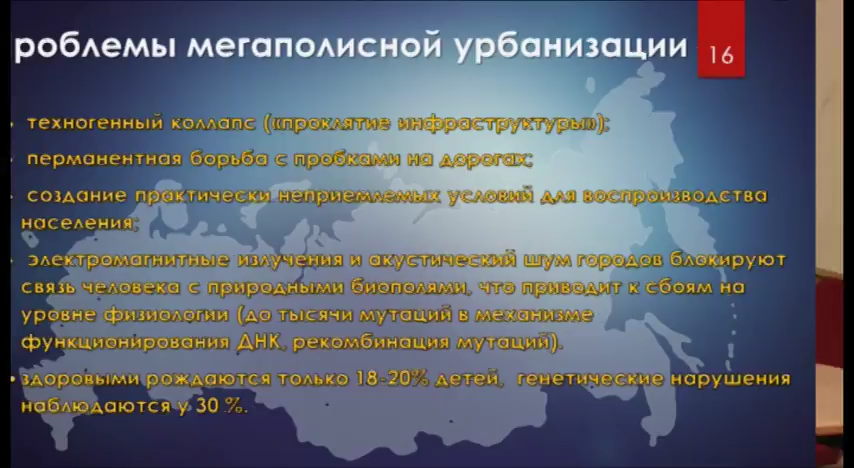 роблемы мегаполисной урбанизации
16
• техногенный коллапс («проклятие инфраструктуры»);
• перманентная борьба с пробками на дорогах;
• создание практически неприемлемых условий для воспроизводства
населения;
• электромагнитные излучения и акустический шум городов блокируют
связь человека с природными биополями, что приводит к сбоям на
уровне физиологии (до тысячи мутаций в механизме
функционирования ДНК, рекомбинация мутаций).
• здоровыми рождаются только 18-20% детей, генетические нарушения
наблюдаются у 30 %.